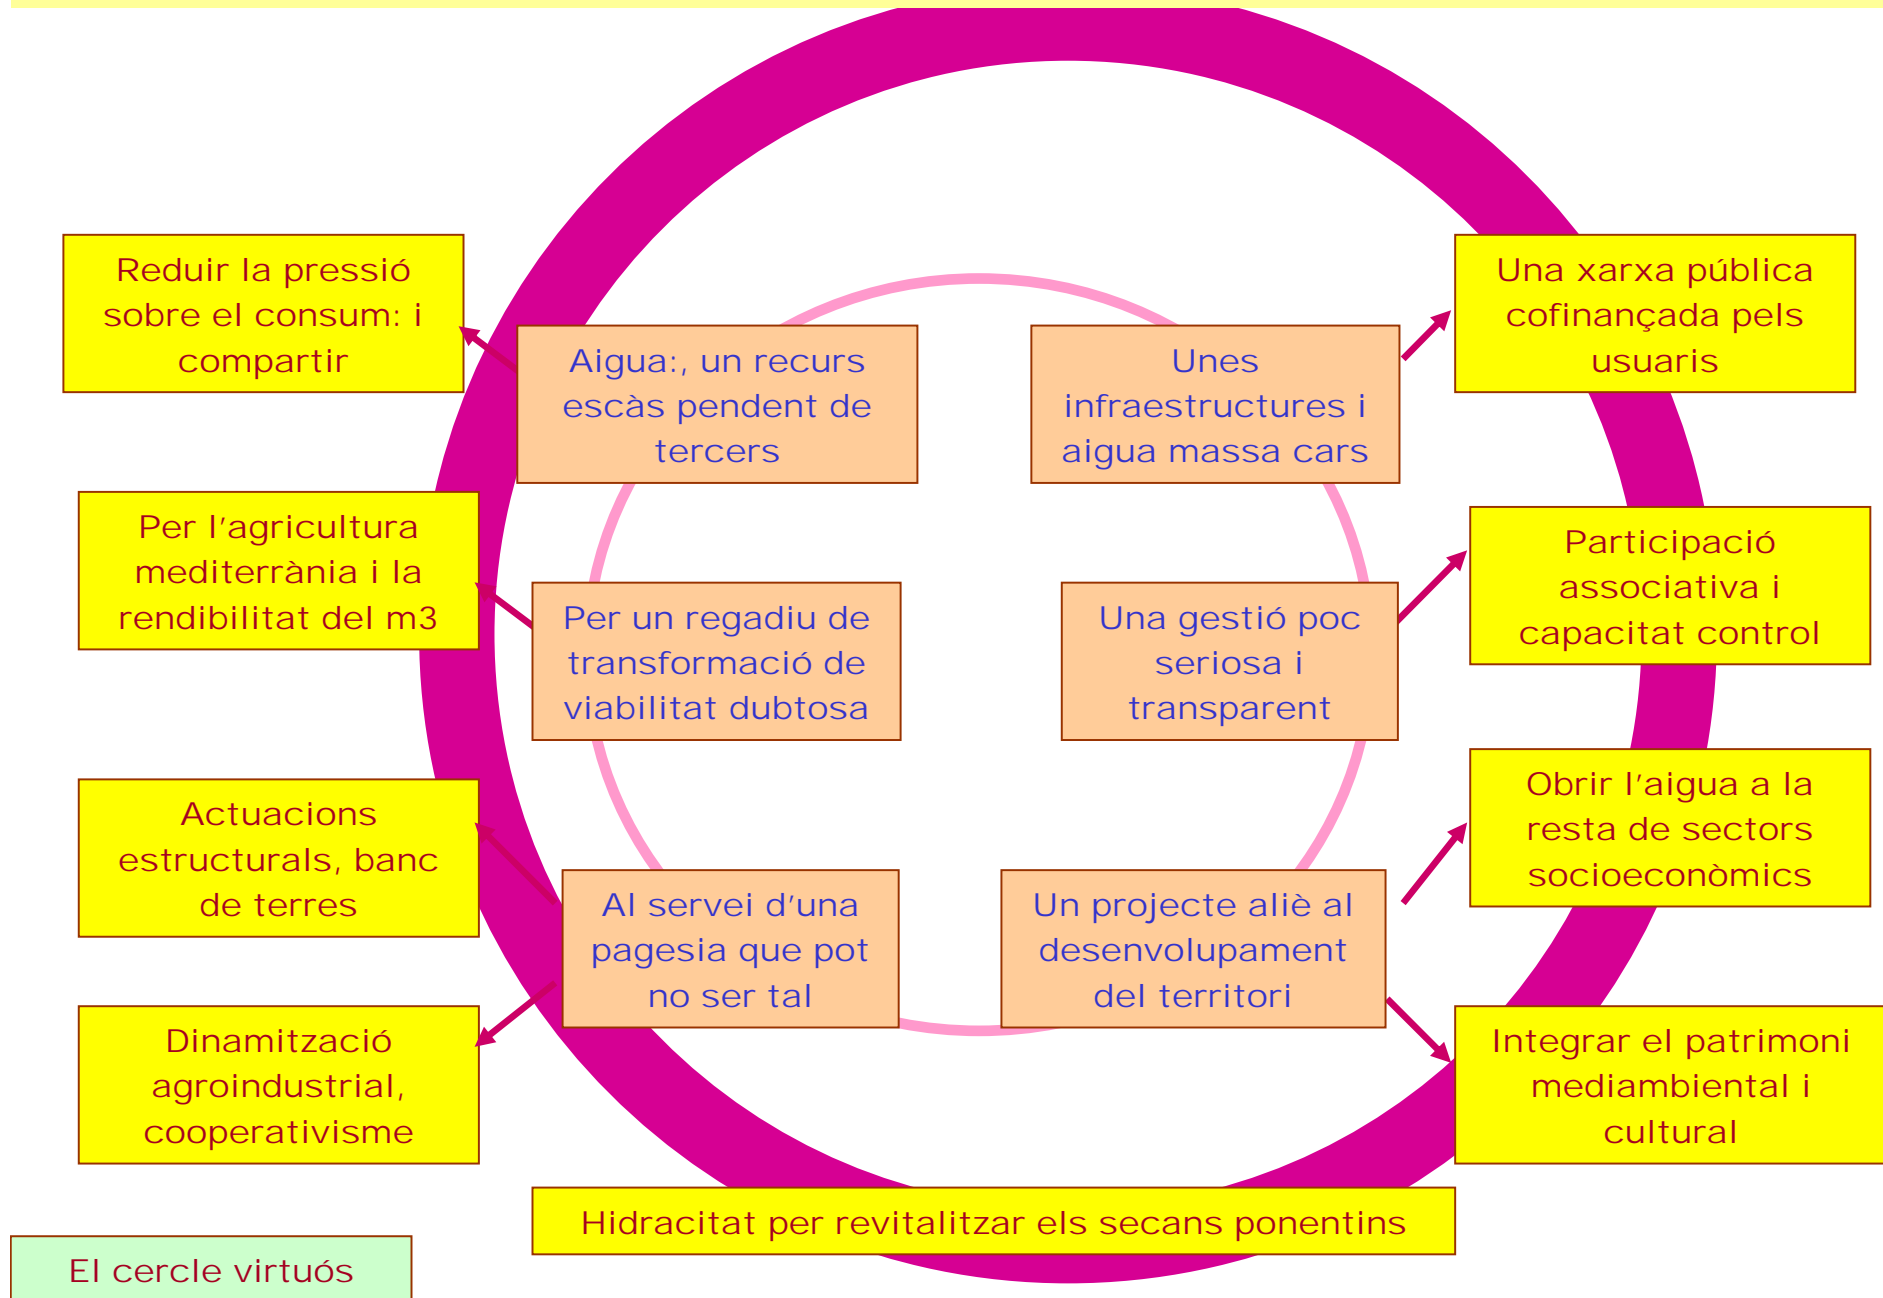 Reduir la pressió
sobre el consum: i
compartir
Aigua:, un recurs
escàs pendent de
tercers
Unes
infraestructures i
aigua massa cars
Una xarxa pública
cofinançada pels
usuaris
Per l'agricultura
mediterrània i la
rendibilitat del m3
Per un regadiu de
transformació de
viabilitat dubtosa
Una gestió poc
seriosa i
transparent
Participació
associativa i
capacitat control
Actuacions
estructurals, banc
de terres
Al servei d'una
pagesia que pot
no ser tal
Un projecte aliè al
desenvolupament
del territori
Obrir l'aigua a la
resta de sectors
socioeconòmics
Dinamització
agroindustrial,
cooperativisme
Integrar el patrimoni
mediambiental i
cultural
Hidracitat per revitalitzar els secans ponentins
El cercle virtuós